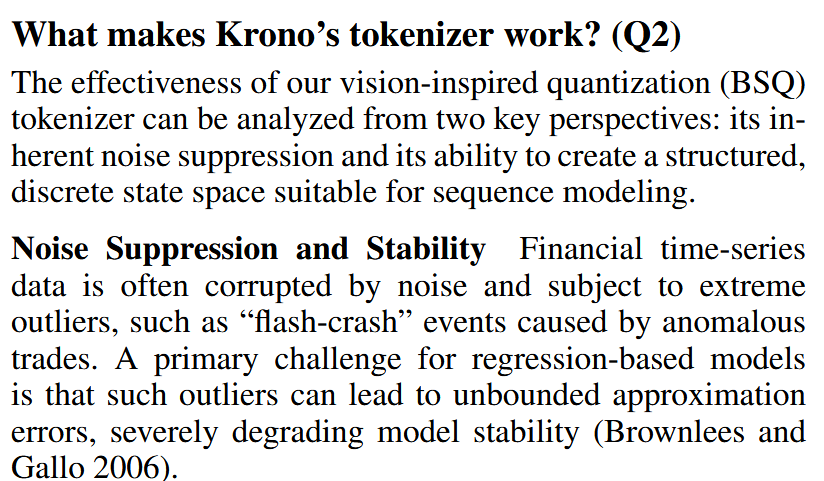 What makes Krono's tokenizer work? (Q2)
The effectiveness of our vision-inspired quantization (BSQ)
tokenizer can be analyzed from two key perspectives: its in-
herent noise suppression and its ability to create a structured,
discrete state space suitable for sequence modeling.
Noise Suppression and Stability Financial time-series
data is often corrupted by noise and subject to extreme
outliers, such as “flash-crash” events caused by anomalous
trades. A primary challenge for regression-based models
is that such outliers can lead to unbounded approximation
errors, severely degrading model stability (Brownlees and
Gallo 2006).